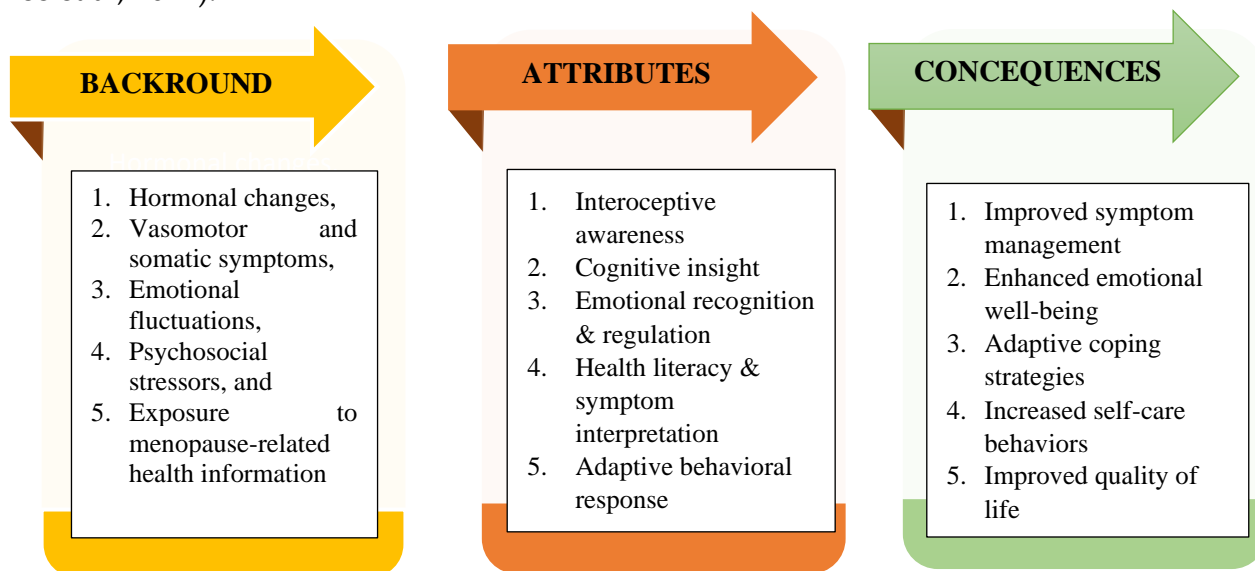 BACKROUND
1. Hormonal changes,
2. Vasomotor and
somatic symptoms,
3. Emotional
fluctuations,
4. Psychosocial
stressors, and
5. Exposure to
menopause-related
health information
ATTRIBUTES
1. Interoceptive
awareness
2. Cognitive insight
3. Emotional recognition
& regulation
4. Health literacy &
symptom
interpretation
5. Adaptive behavioral
response
CONCEQUENCES
1. Improved symptom
management
2. Enhanced emotional
well-being
3. Adaptive coping
strategies
4. Increased self-care
behaviors
5. Improved quality of
life